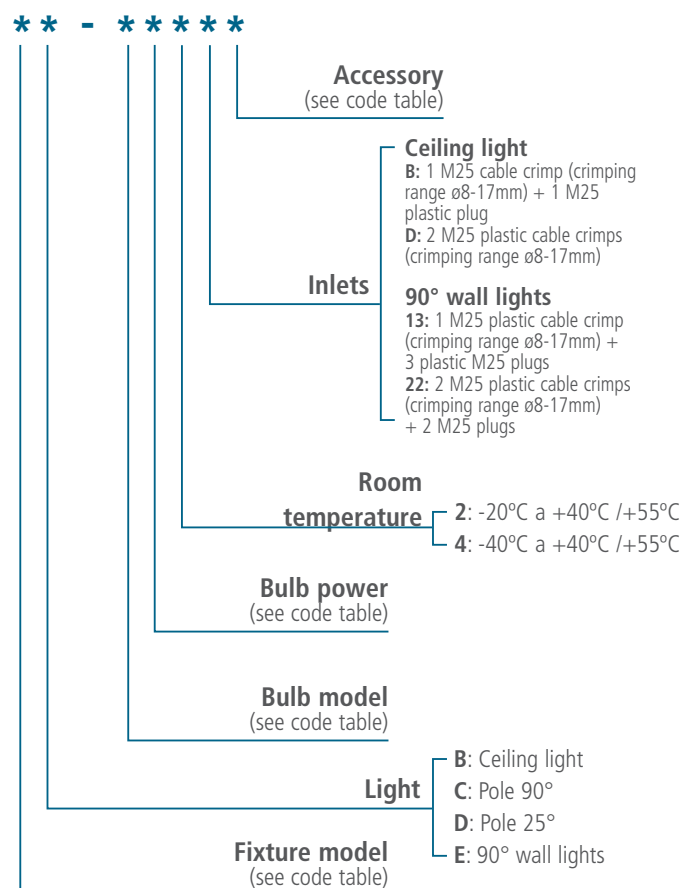 * * - * * * * *
Accessory
(see code table)
Ceiling light
B: 1 M25 cable crimp (crimping
range ø8-17mm) + 1 M25
plastic plug
D: 2 M25 plastic cable crimps
(crimping range ø8-17mm)
Inlets
90° wall lights
13: 1 M25 plastic cable crimp
(crimping range ø8-17mm) +
3 plastic M25 plugs
22: 2 M25 plastic cable crimps
(crimping range ø8-17mm)
+ 2 M25 plugs
Room
temperature
2: -20ºC a +40ºC /+55ºC
4: -40ºC a +40ºC /+55ºC
Bulb power
(see code table)
Bulb model
(see code table)
Light
B: Ceiling light
C: Pole 90°
D: Pole 25°
E: 90° wall lights
Fixture model
(see code table)